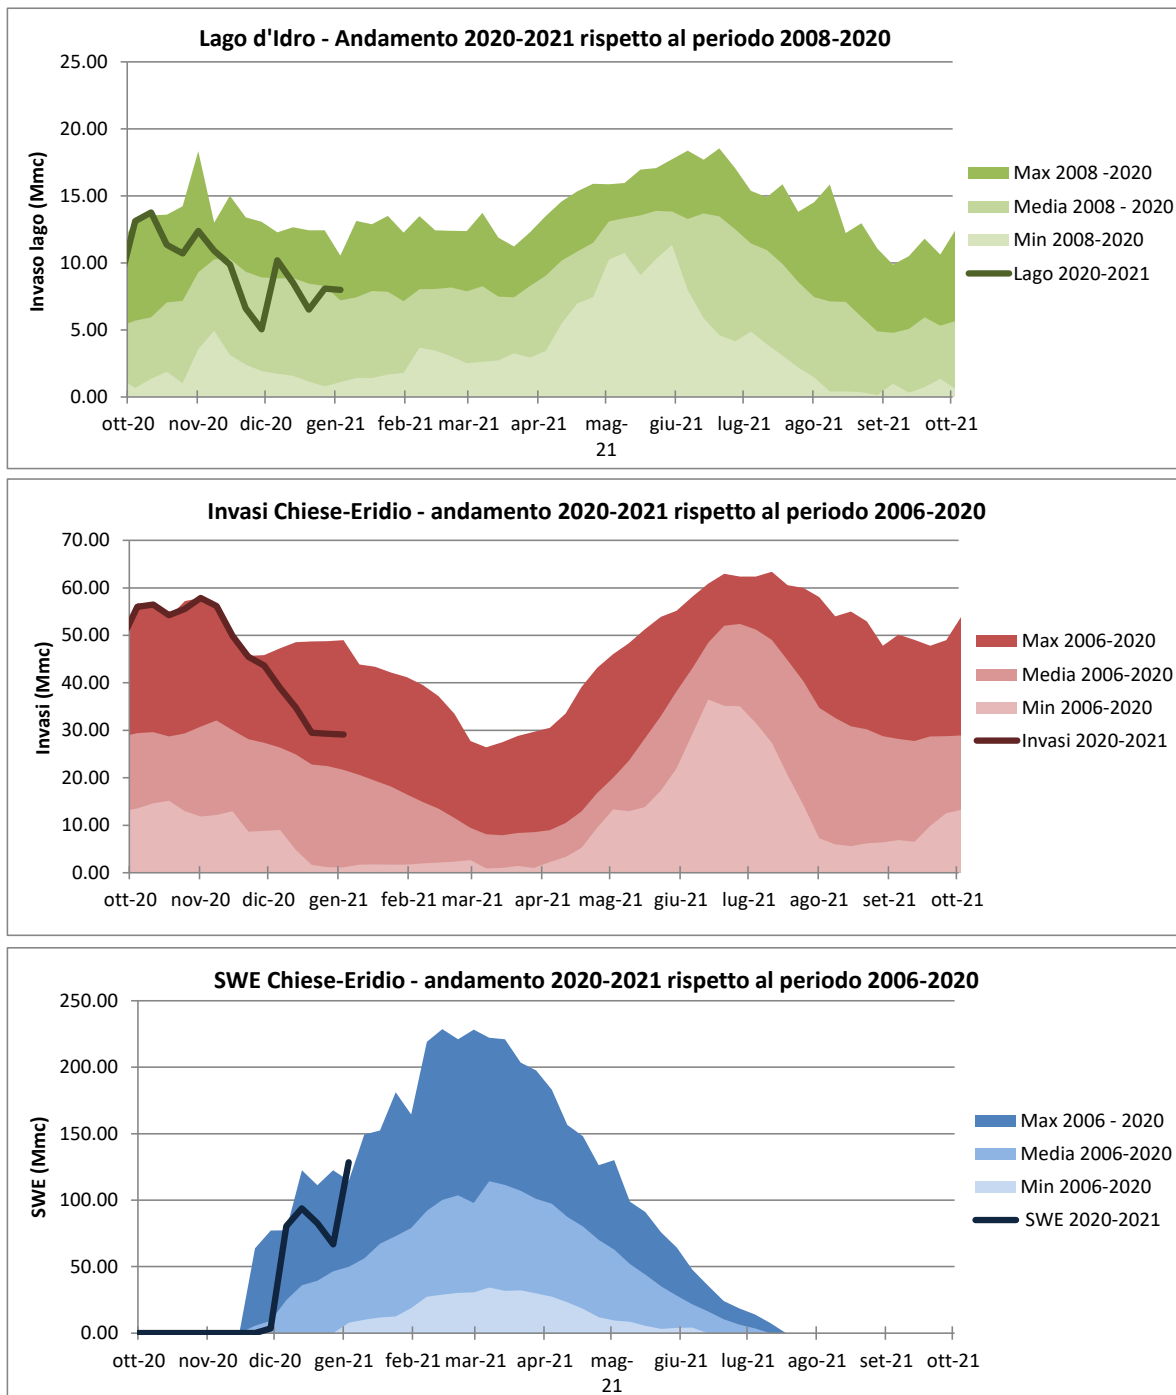 Lago d'Idro - Andamento 2020-2021 rispetto al periodo 2008-2020
25.00
20.00
15.00
10.00
5.00
0.00
Invaso lago (Mmc)
ott-20 nov-20 dic-20 gen-21 feb-21 mar-21 apr-21 mag-21 giu-21 lug-21 ago-21 set-21 ott-21
Max 2008 -2020
Media 2008 - 2020
Min 2008-2020
Lago 2020-2021
Invasi Chiese-Eridio - andamento 2020-2021 rispetto al periodo 2006-2020
70.00
60.00
50.00
40.00
30.00
20.00
10.00
0.00
Invasi (Mmc)
ott-20 nov-20 dic-20 gen-21 feb-21 mar-21 apr-21 mag-21 giu-21 lug-21 ago-21 set-21 ott-21
Max 2006-2020
Media 2006-2020
Min 2006-2020
Invasi 2020-2021
SWE Chiese-Eridio - andamento 2020-2021 rispetto al periodo 2006-2020
250.00
200.00
150.00
100.00
50.00
0.00
SWE (Mmc)
ott-20 nov-20 dic-20 gen-21 feb-21 mar-21 apr-21 mag-21 giu-21 lug-21 ago-21 set-21 ott-21
Max 2006 - 2020
Media 2006-2020
Min 2006-2020
SWE 2020-2021